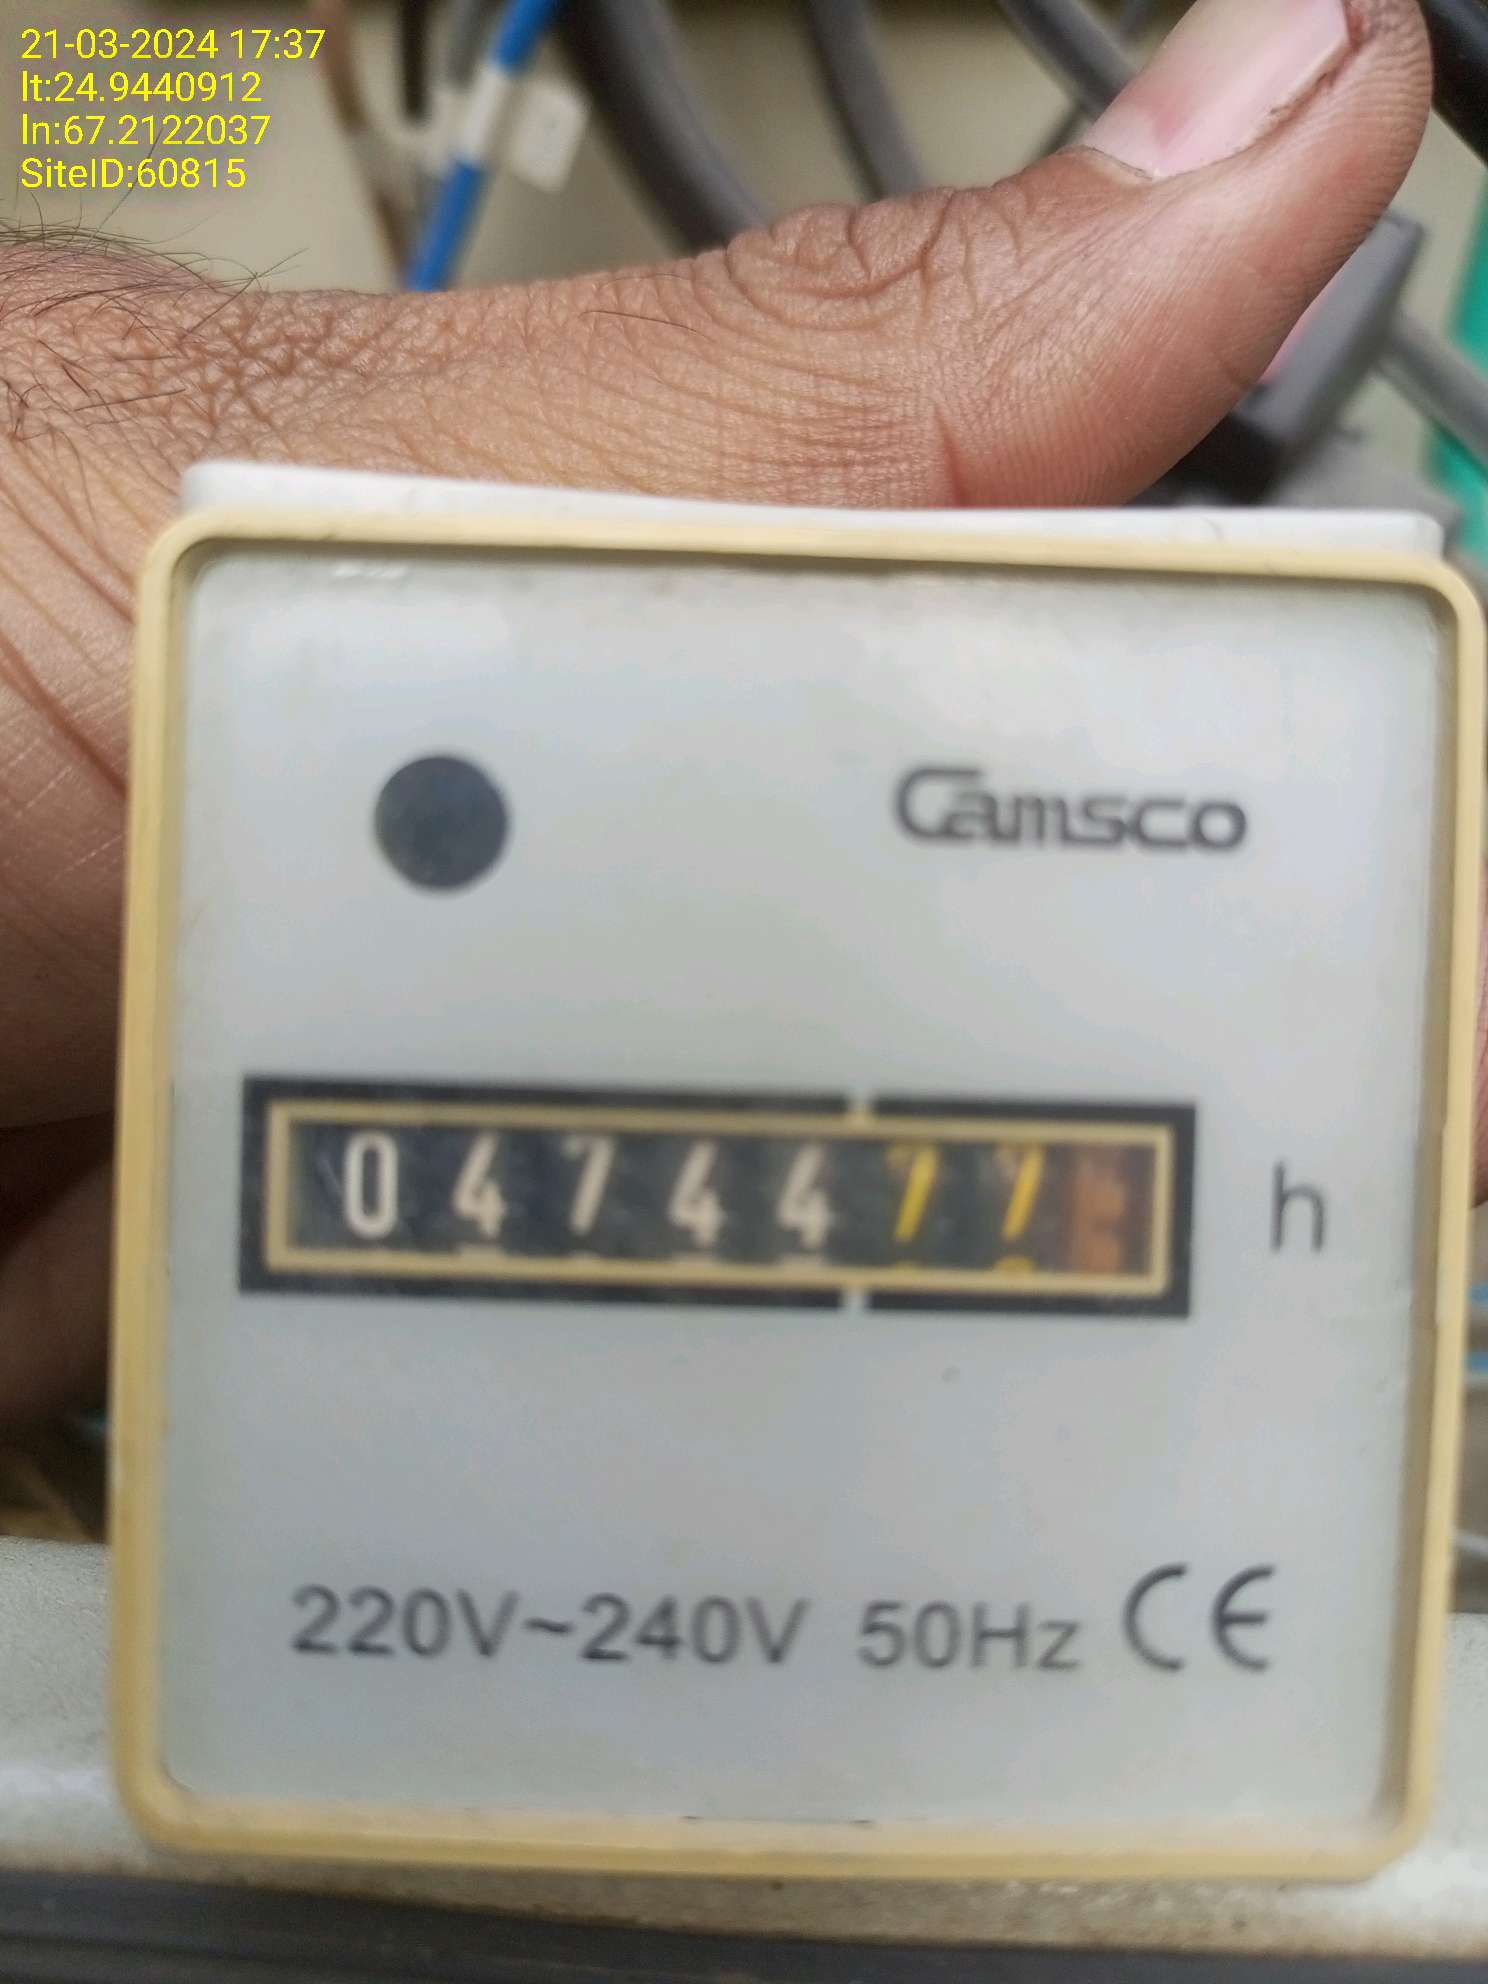 21-03-2024 17:37
lt:24.9440912
ln:67.2122037
SiteID:60815
Camsco
0474477
h
220V~240V 50Hz CE